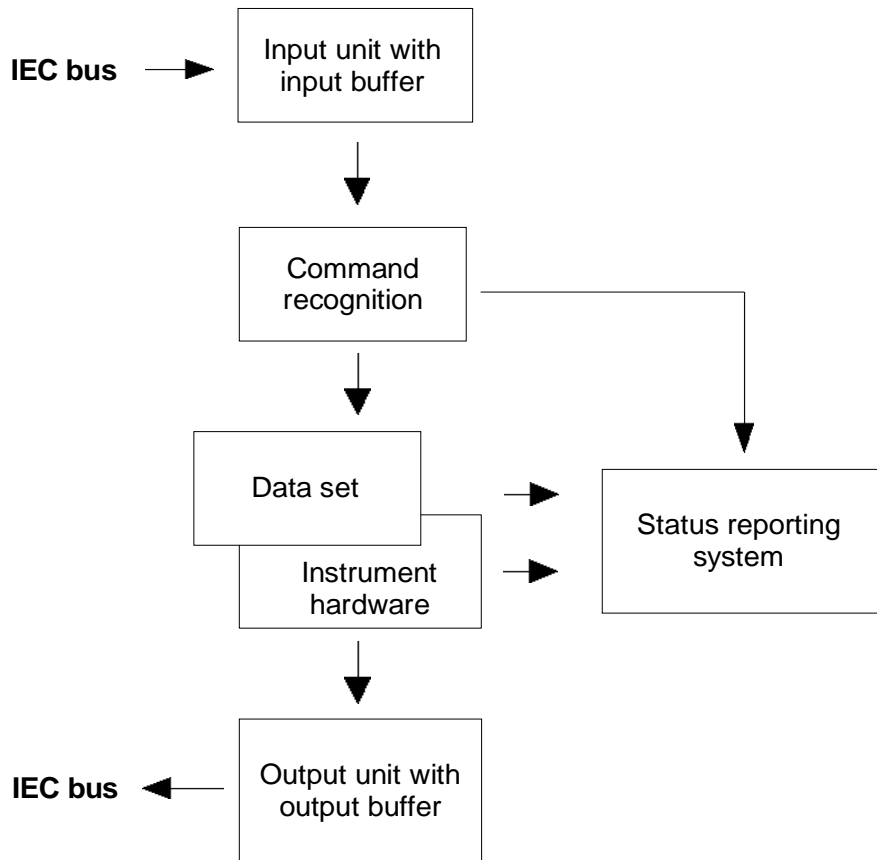 IEC bus
Input unit with
input buffer
Command
recognition
Data set
Instrument
hardware
Status reporting
system
IEC bus
Output unit with
output buffer